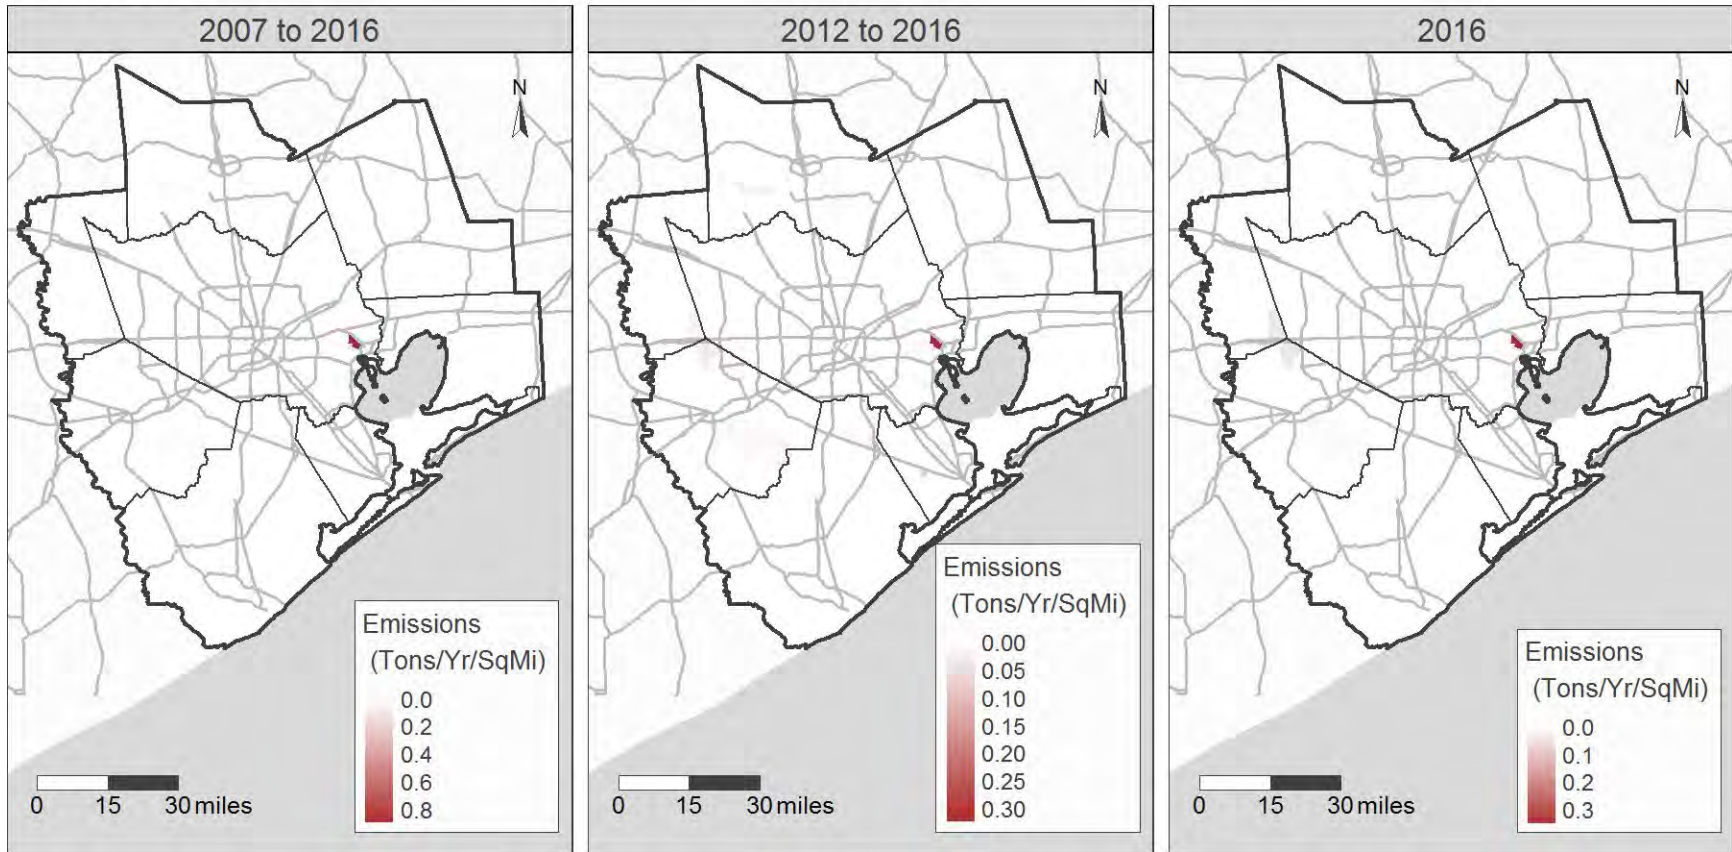 2007 to 2016
N
Emissions
(Tons/Yr/SqMi)
0.0
0.2
0.4
0.6
0.8
0 15 30 miles
2012 to 2016
N
Emissions
(Tons/Yr/SqMi)
0.00
0.05
0.10
0.15
0.20
0.25
0.30
0 15 30 miles
2016
N
Emissions
(Tons/Yr/SqMi)
0.0
0.1
0.2
0.3
0 15 30 miles